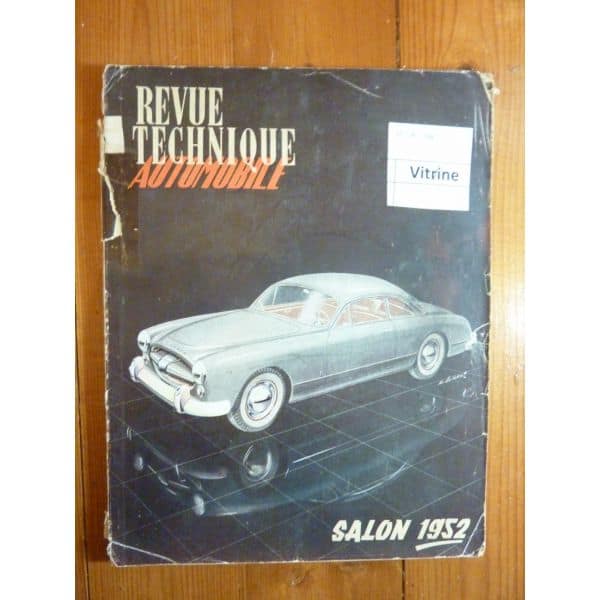 REVUE
TECHNIQUE
AUTOMOBILE
Vitrine
SALON 1952